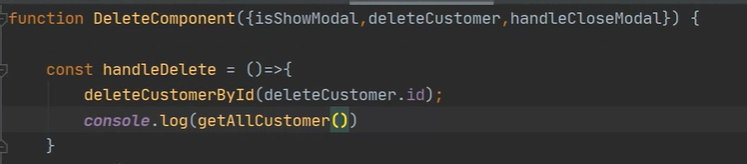 function DeleteComponent({isShowModal,deleteCustomer,handleCloseModal}) {
const handleDelete = ()=>{
deleteCustomerById(deleteCustomer.id);
console.log(getAllCustomer())
}